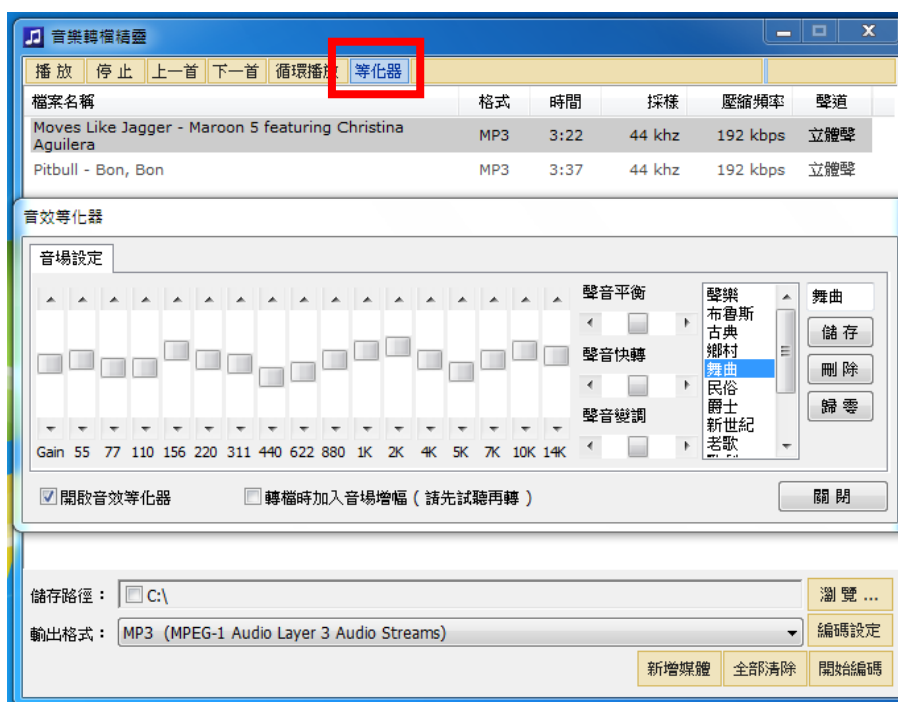 音樂轉檔精靈
播 放 停 止 上一首 下一首 循環播放 等化器
檔案名稱 格式 時間 採樣 壓縮頻率 聲道
Moves Like Jagger - Maroon 5 featuring Christina
Aguilera MP3 3:22 44 khz 192 kbps 立體聲
Pitbull - Bon, Bon MP3 3:37 44 khz 192 kbps 立體聲
音效等化器
音場設定
聲音平衡
聲音快轉
聲音變調
聲樂
布魯斯
古典
鄉村
舞曲
民俗
爵士
新世紀
老歌
舞曲
儲 存
刪 除
歸 零
Gain 55 77 110 156 220 311 440 622 880 1K 2K 4K 5K 7K 10K 14K
開啟音效等化器 轉檔時加入音場增幅 ( 請先試聽再轉 ) 關 閉
儲存路徑： C:\ 瀏 覽 ...
輸出格式： MP3 (MPEG-1 Audio Layer 3 Audio Streams) 編碼設定
新增媒體 全部清除 開始編碼